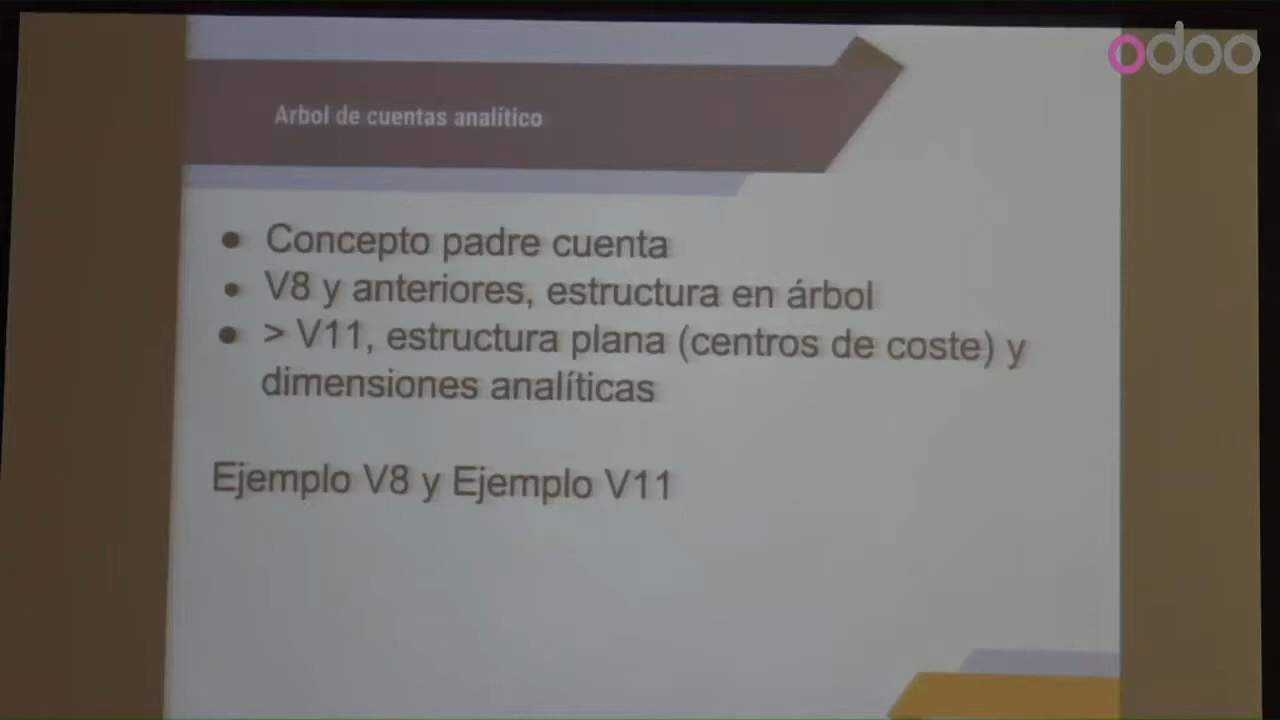 odoo
Arbol de cuentas analítico
● Concepto padre cuenta
● V8 y anteriores, estructura en árbol
● > V11, estructura plana (centros de coste) y
dimensiones analíticas
Ejemplo V8 y Ejemplo V11